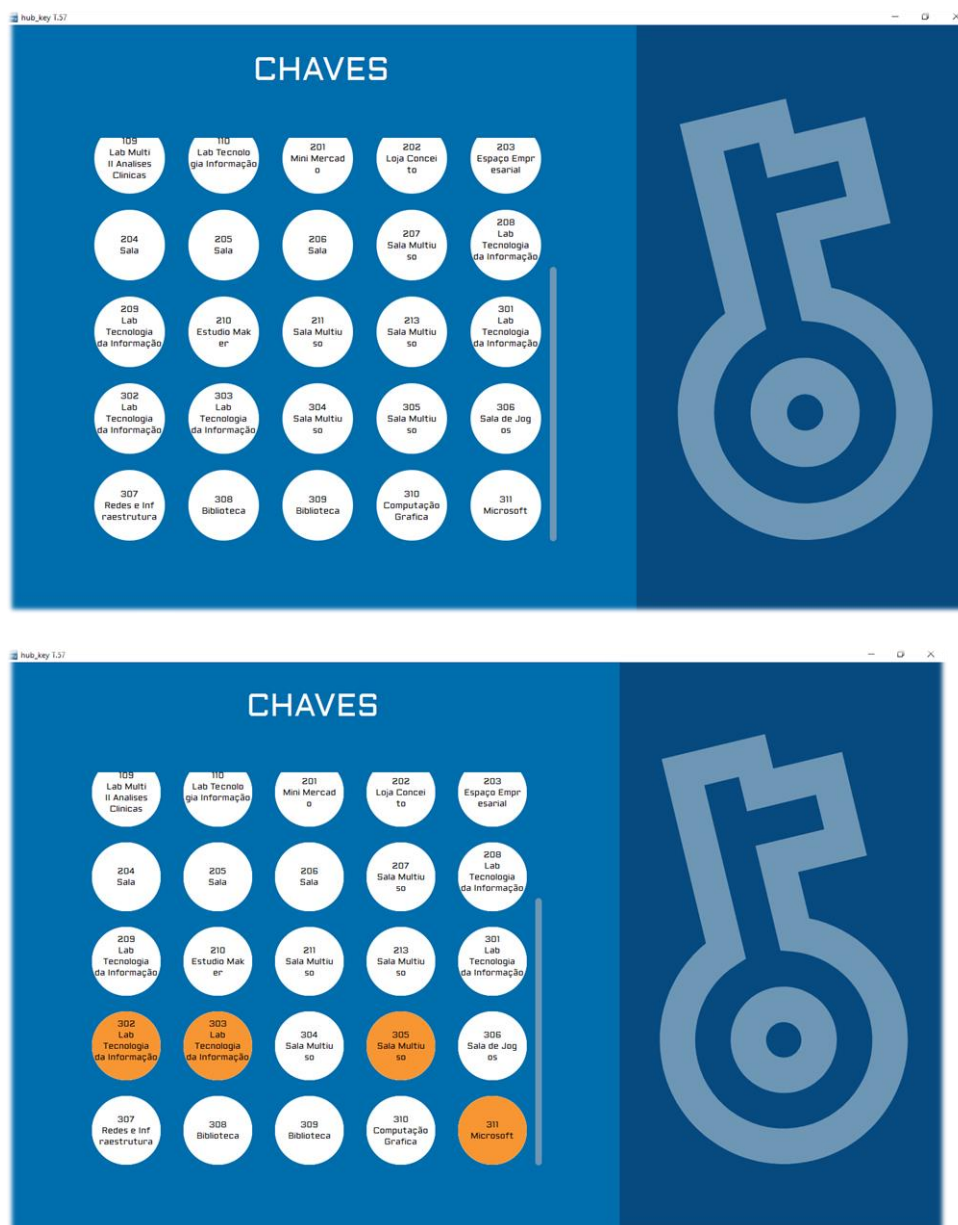 hub_key T.57
CHAVES
109
Lab Multi
II Analises
Clinicas
110
Lab Tecnolo
gia Informação
201
Mini Mercad
o
202
Loja Concei
to
203
Espaço Empr
esarial
204
Sala
205
Sala
206
Sala
207
Sala Multiu
so
208
Lab
Tecnologia
da Informação
209
Lab
Tecnologia
da Informação
210
Estudio Mak
er
211
Sala Multiu
so
213
Sala Multiu
so
301
Lab
Tecnologia
da Informação
302
Lab
Tecnologia
da Informação
303
Lab
Tecnologia
da Informação
304
Sala Multiu
so
305
Sala Multiu
so
306
Sala de Jog
os
307
Redes e Inf
raestrutura
308
Biblioteca
309
Biblioteca
310
Computação
Grafica
311
Microsoft
hub_key T.57
CHAVES
109
Lab Multi
II Analises
Clinicas
110
Lab Tecnolo
gia Informação
201
Mini Mercad
o
202
Loja Concei
to
203
Espaço Empr
esarial
204
Sala
205
Sala
206
Sala
207
Sala Multiu
so
208
Lab
Tecnologia
da Informação
209
Lab
Tecnologia
da Informação
210
Estudio Mak
er
211
Sala Multiu
so
213
Sala Multiu
so
301
Lab
Tecnologia
da Informação
302
Lab
Tecnologia
da Informação
303
Lab
Tecnologia
da Informação
304
Sala Multiu
so
305
Sala Multiu
so
306
Sala de Jog
os
307
Redes e Inf
raestrutura
308
Biblioteca
309
Biblioteca
310
Computação
Grafica
311
Microsoft